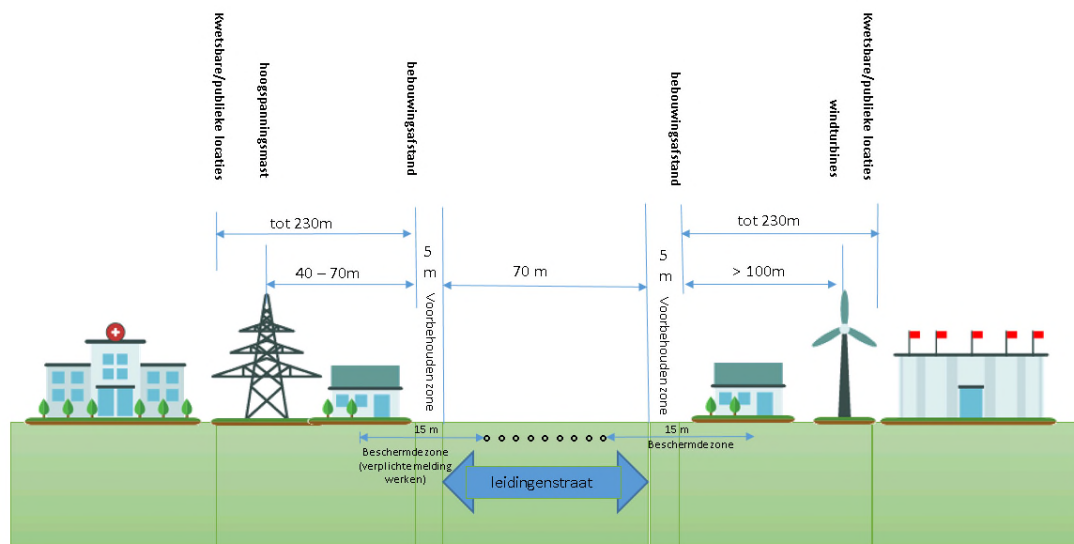 Kwetsbare/publieke locaties
hoogspanningsmast
bebouwingsafstand
bebouwingsafstand
windturbines
Kwetsbare/publieke locaties
tot 230m
tot 230m
40 – 70m
5
m
Voorbehouden zone
70 m
5
m
Voorbehouden zone
> 100m
15 m
Beschermde zone
(verplichte melding
werken)
15 m
Beschermde zone
leidingenstraat